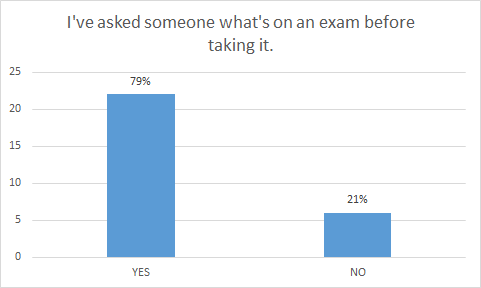 I've asked someone what's on an exam before
taking it.
25
20
15
10
5
0
79%
21%
YES
NO